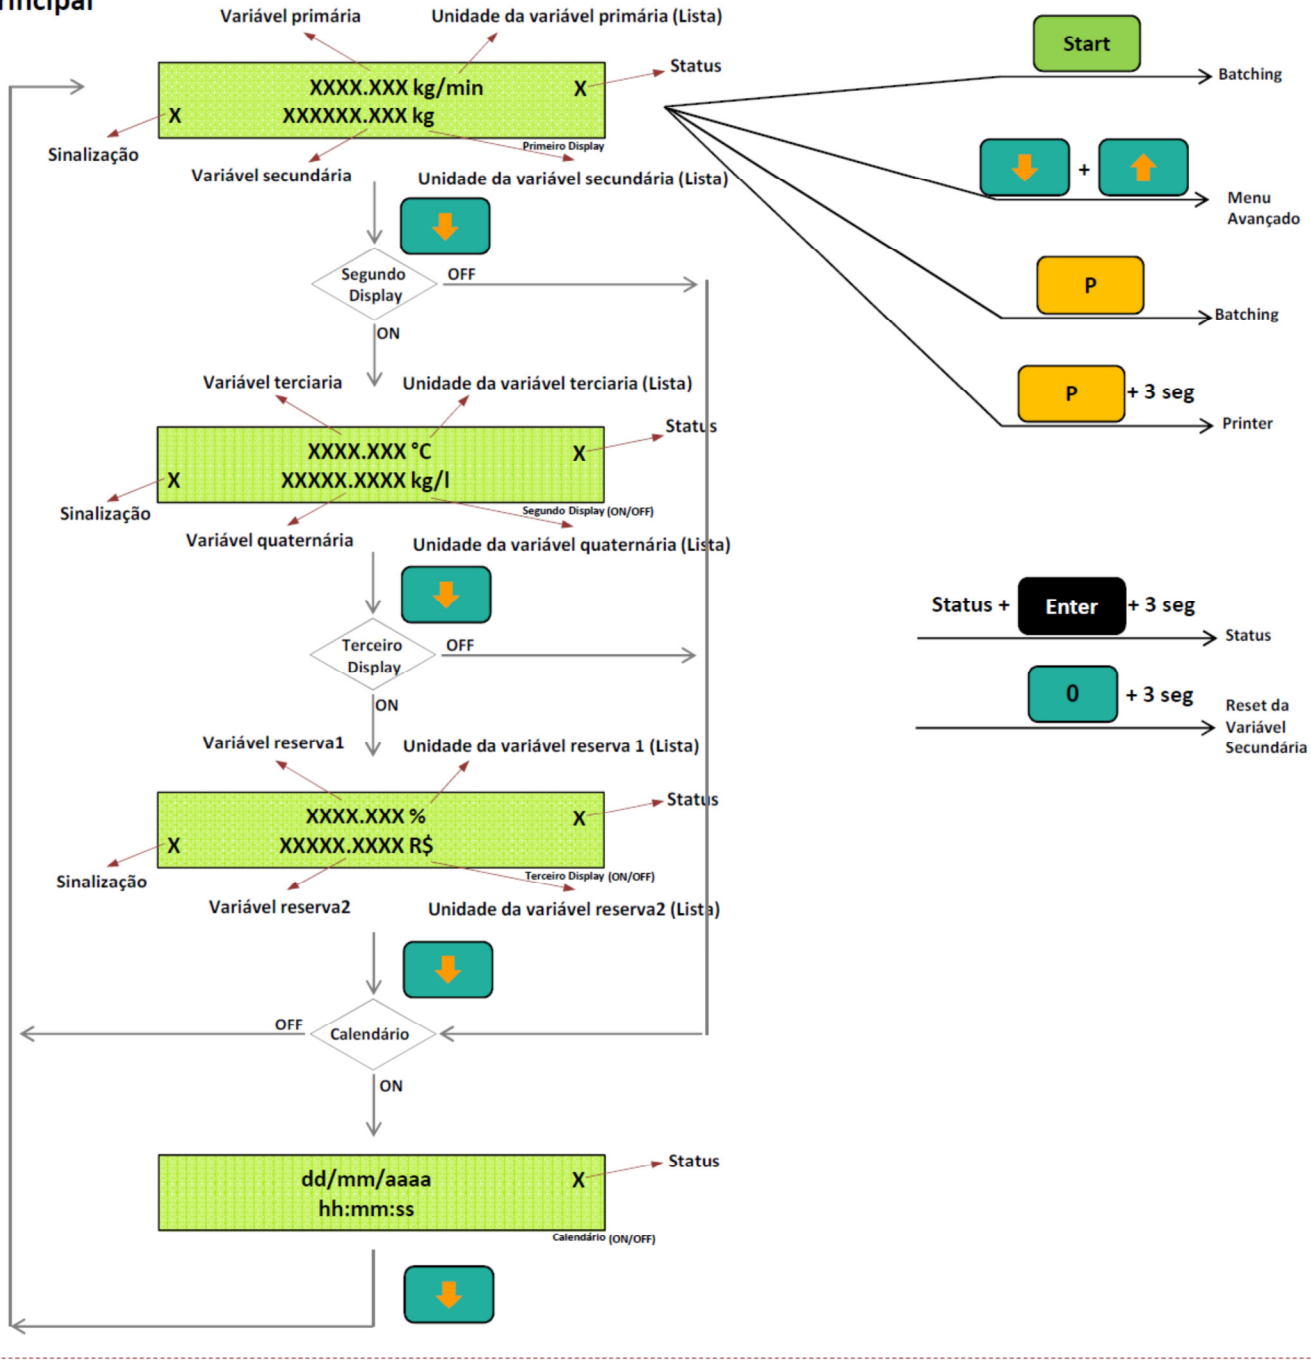 Variável primária
Unidade da variável primária (Lista)
XXXX.XXX kg/min
X
Status
X
XXXXXX.XXX kg
Sinalização
Primeiro Display
Variável secundária
Unidade da variável secundária (Lista)
Segundo
Display
OFF
ON
Variável terciaria
Unidade da variável terciaria (Lista)
XXXX.XXX °C
X
Status
X
XXXXX.XXXX kg/l
Sinalização
Segundo Display (ON/OFF)
Variável quaternária
Unidade da variável quaternária (Lista)
Terceiro
Display
OFF
ON
Variável reserva1
Unidade da variável reserva 1 (Lista)
XXXX.XXX %
X
Status
X
XXXXX.XXXX R$
Sinalização
Terceiro Display (ON/OFF)
Variável reserva2
Unidade da variável reserva2 (Lista)
OFF
Calendário
ON
dd/mm/aaaa
X
Status
hh:mm:ss
Calendário (ON/OFF)
Start
Batching
+
Menu
Avançado
P
Batching
P + 3 seg
Printer
Status + Enter + 3 seg
Status
0 + 3 seg
Reset da
Variável
Secundária